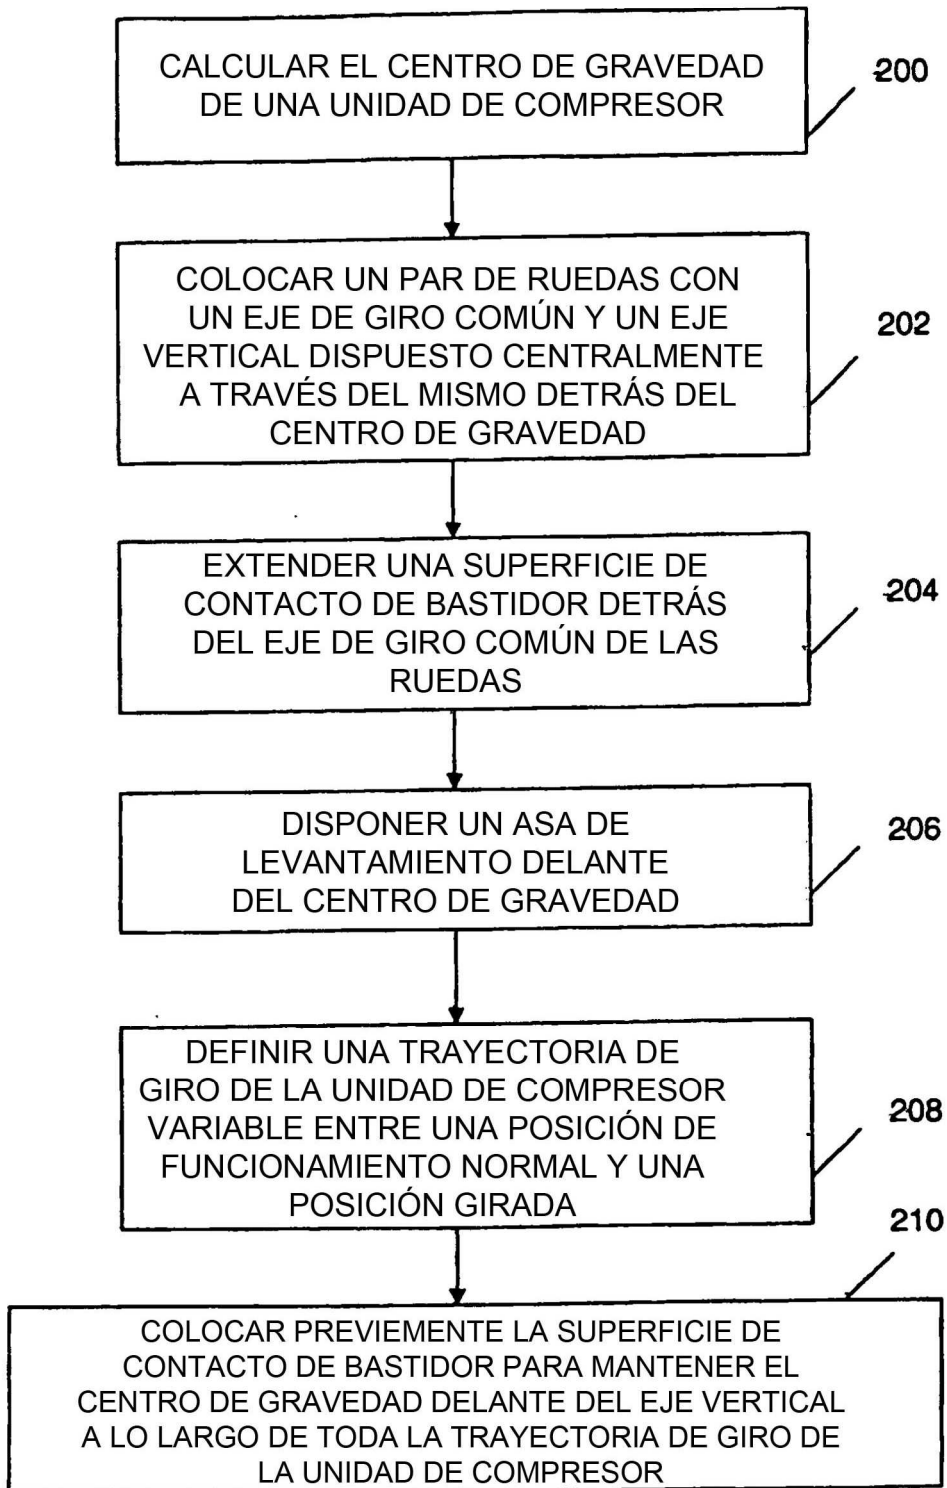 CALCULAR EL CENTRO DE GRAVEDAD
DE UNA UNIDAD DE COMPRESOR
200
COLOCAR UN PAR DE RUEDAS CON
UN EJE DE GIRO COMÚN Y UN EJE
VERTICAL DISPUESTO CENTRALMENTE
A TRAVÉS DEL MISMO DETRÁS DEL
CENTRO DE GRAVEDAD
202
EXTENDER UNA SUPERFICIE DE
CONTACTO DE BASTIDOR DETRÁS
DEL EJE DE GIRO COMÚN DE LAS
RUEDAS
204
DISPONER UN ASA DE
LEVANTAMIENTO DELANTE
DEL CENTRO DE GRAVEDAD
206
DEFINIR UNA TRAYECTORIA DE
GIRO DE LA UNIDAD DE COMPRESOR
VARIABLE ENTRE UNA POSICIÓN DE
FUNCIONAMIENTO NORMAL Y UNA
POSICIÓN GIRADA
208
210
COLOCAR PREVIEMENTE LA SUPERFICIE DE
CONTACTO DE BASTIDOR PARA MANTENER EL
CENTRO DE GRAVEDAD DELANTE DEL EJE VERTICAL
A LO LARGO DE TODA LA TRAYECTORIA DE GIRO DE
LA UNIDAD DE COMPRESOR